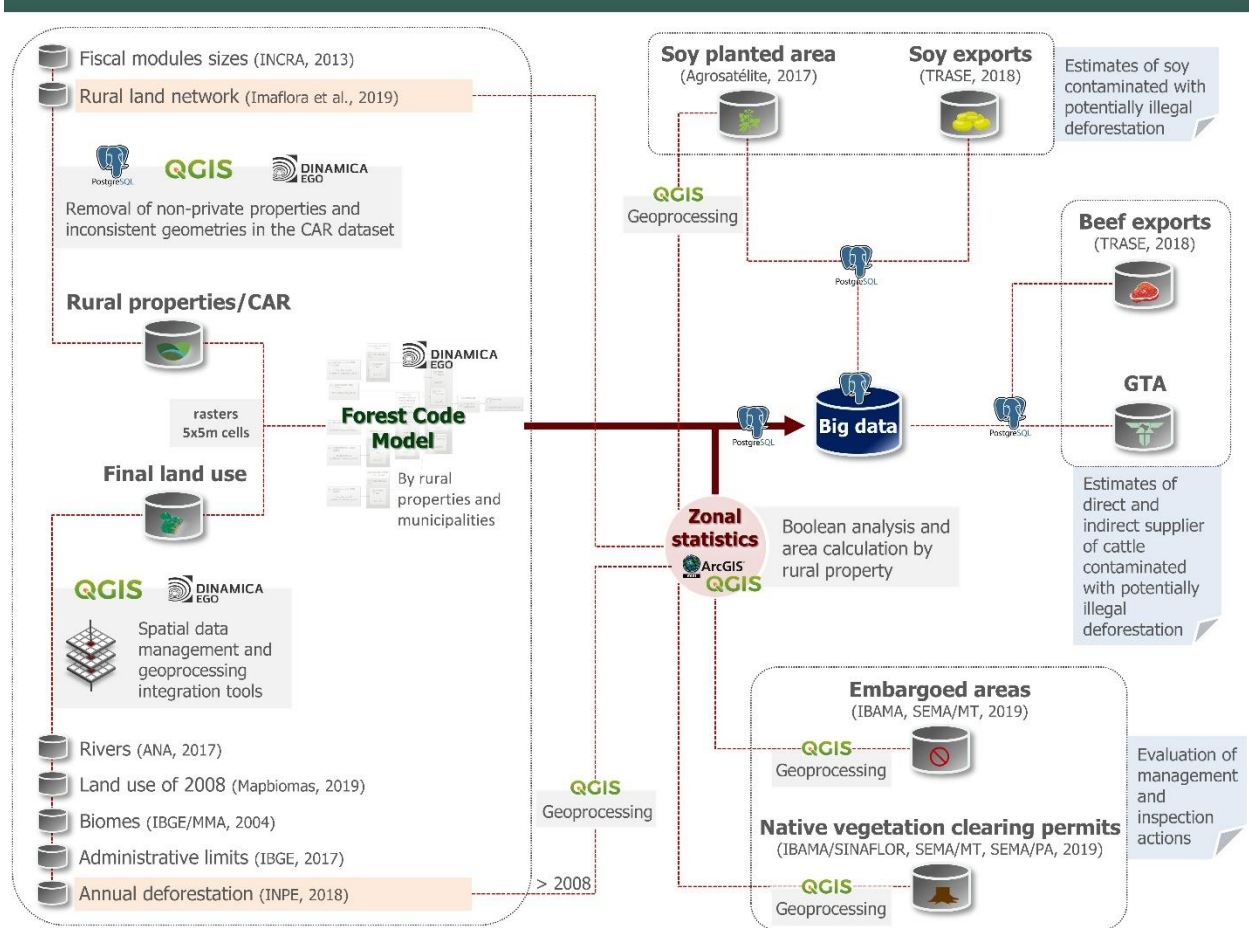 Fiscal modules sizes (INCRA, 2013)
Rural land network (Imaflora et al., 2019)
PostgreSQL
QGIS
DINAMICA
EGO
Removal of non-private properties and
inconsistent geometries in the CAR dataset
Rural properties/CAR
rasters
5x5m cells
Final land use
DINAMICA
EGO
Forest Code
Model
By rural
properties and
municipalities
QGIS
DINAMICA
EGO
Spatial data
management and
geoprocessing
integration tools
Rivers (ANA, 2017)
Land use of 2008 (Mapbiomas, 2019)
Biomes (IBGE/MMA, 2004)
Administrative limits (IBGE, 2017)
Annual deforestation (INPE, 2018)
> 2008
QGIS
Geoprocessing
Soy planted area
(Agrosatélite, 2017)
Soy exports
(TRASE, 2018)
Estimates of soy
contaminated with
potentially illegal
deforestation
QGIS
Geoprocessing
PostgreSQL
PostgreSQL
Big data
PostgreSQL
Beef exports
(TRASE, 2018)
GTA
Estimates of
direct and
indirect supplier
of cattle
contaminated
with potentially
illegal
deforestation
Zonal
statistics
ArcGIS
QGIS
Boolean analysis and
area calculation by
rural property
Embargoed areas
(IBAMA, SEMA/MT, 2019)
QGIS
Geoprocessing
Native vegetation clearing permits
(IBAMA/SINAFLOR, SEMA/MT, SEMA/PA, 2019)
QGIS
Geoprocessing
Evaluation of
management
and
inspection
actions